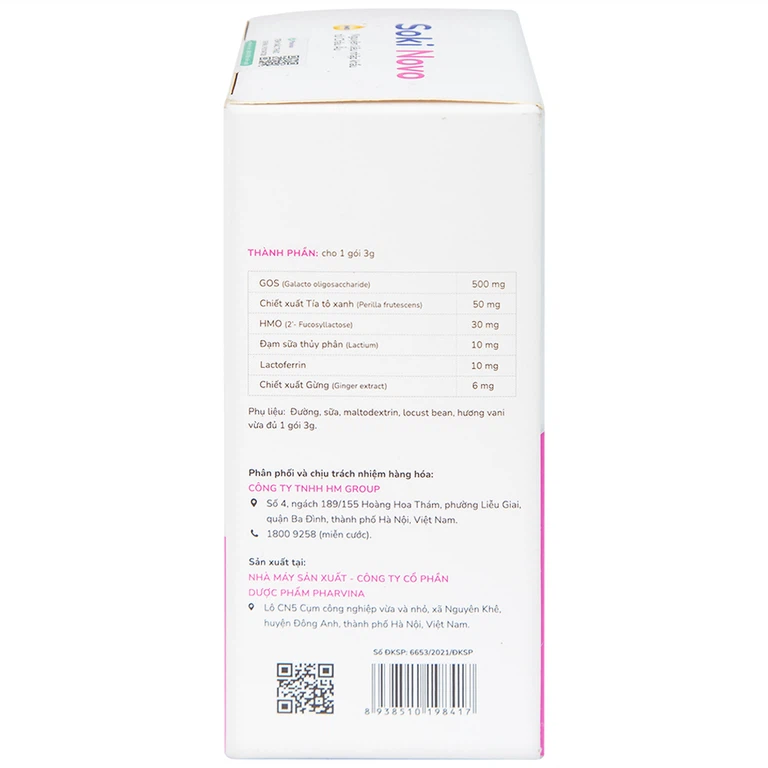 Soki Novo
Nguyên liệu nhập khẩu
từ Châu Âu
THÀNH PHẦN: cho 1 gói 3g
GOS (Galacto oligosaccharide) 500 mg
Chiết xuất Tía tô xanh (Perilla frutescens) 50 mg
HMO (2'- Fucosyllactose) 30 mg
Đạm sữa thủy phân (Lactium) 10 mg
Lactoferrin 10 mg
Chiết xuất Gừng (Ginger extract) 6 mg
Phụ liệu: Đường, sữa, maltodextrin, locust bean, hương vani
vừa đủ 1 gói 3g.
Phân phối và chịu trách nhiệm hàng hóa:
CÔNG TY TNHH HM GROUP
Số 4, ngách 189/155 Hoàng Hoa Thám, phường Liễu Giai,
quận Ba Đình, thành phố Hà Nội, Việt Nam.
1800 9258 (miễn cước).
Sản xuất tại:
NHÀ MÁY SẢN XUẤT - CÔNG TY CỔ PHẦN
DƯỢC PHẨM PHARVINA
Lô CN5 Cụm công nghiệp vừa và nhỏ, xã Nguyên Khê,
huyện Đông Anh, thành phố Hà Nội, Việt Nam.
Số ĐKSP: 6653/2021/ĐKSP
8 938510 198417